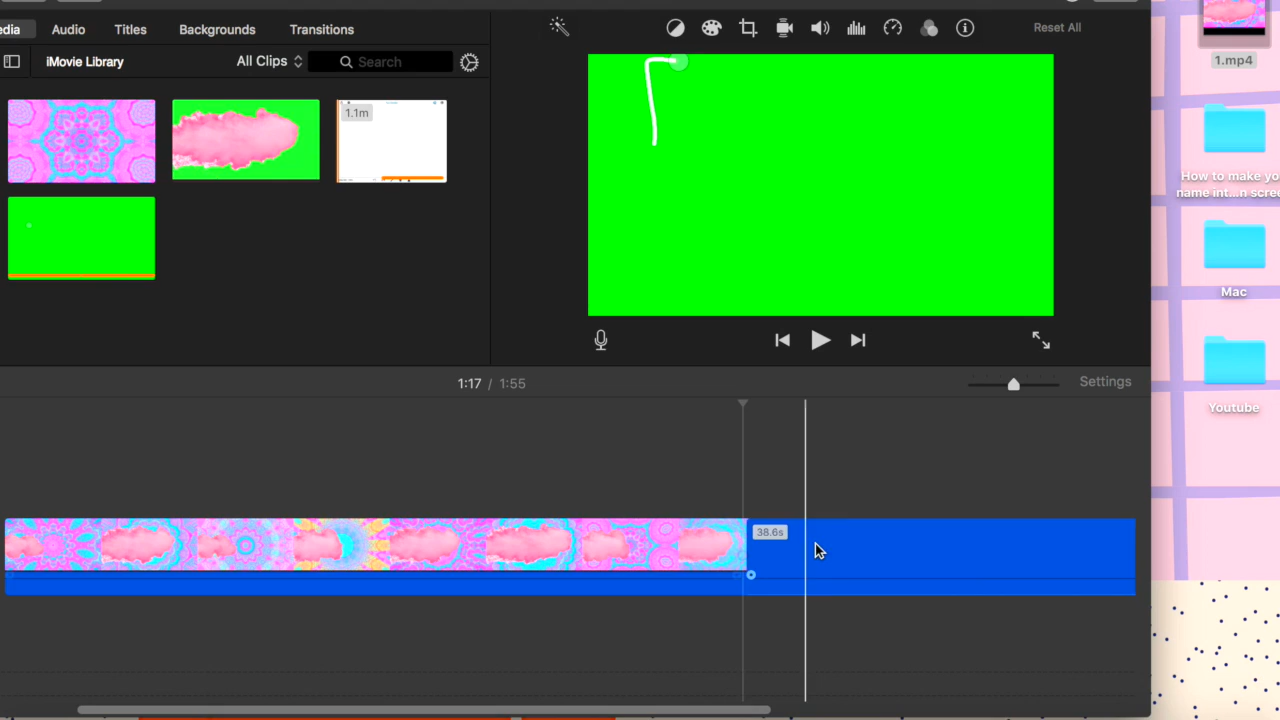 edia Audio Titles Backgrounds Transitions
iMovie Library All Clips Search
Reset All
1.1m
1:17 / 1:55
Settings
38.6s
1.mp4
How to make yo
name int...n scree
Mac
Youtube